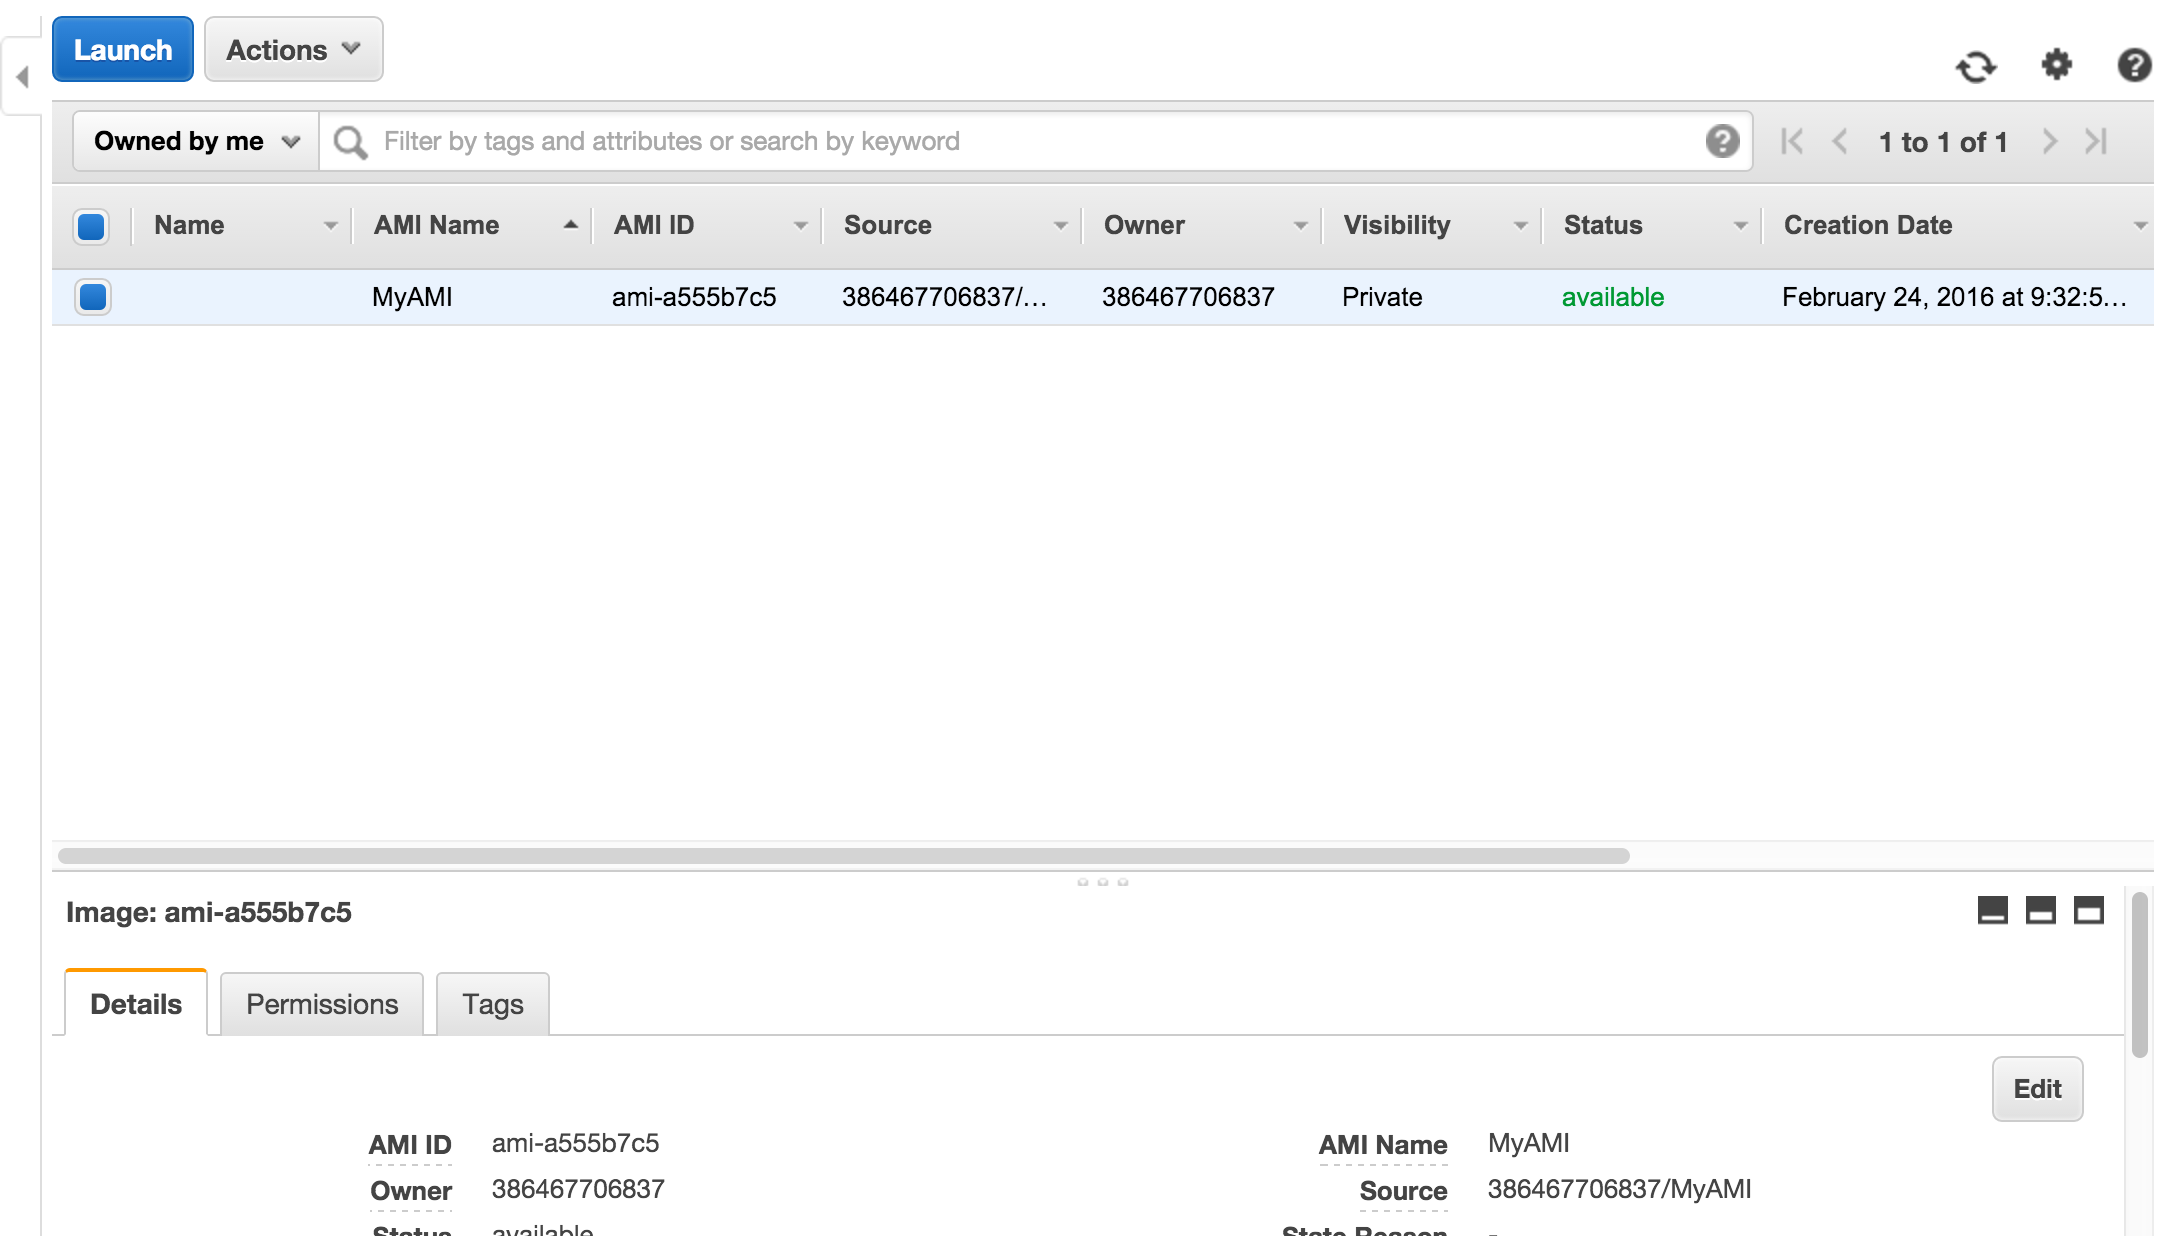 Launch Actions
Owned by me Filter by tags and attributes or search by keyword ? 1 to 1 of 1 ?
Name AMI Name AMI ID Source Owner Visibility Status Creation Date
MyAMI ami-a555b7c5 386467706837/... 386467706837 Private available February 24, 2016 at 9:32:5...
Image: ami-a555b7c5
Details Permissions Tags
Edit
AMI ID ami-a555b7c5 AMI Name MyAMI
Owner 386467706837 Source 386467706837/MyAMI
Status available State Reason -